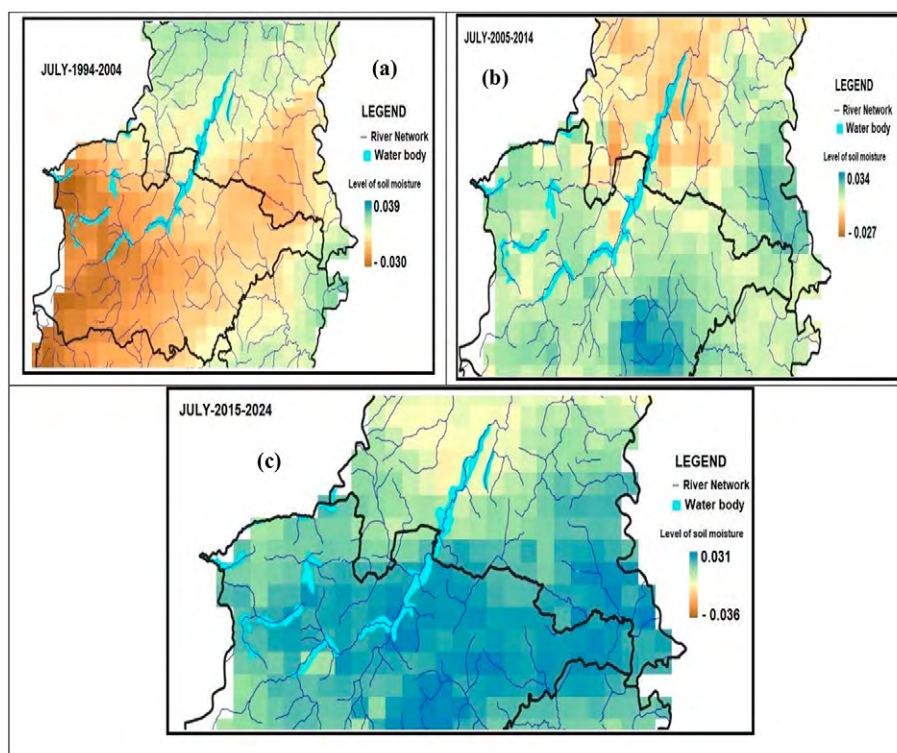 JULY-1994-2004
(a)
LEGEND
River Network
Water body
Level of soil moisture
0.039
- 0.030
JULY-2005-2014
(b)
LEGEND
River Network
Water body
Level of soil moisture
0.034
-0.027
JULY-2015-2024
(c)
LEGEND
River Network
Water body
Level of soil moisture
0.031
- 0.036